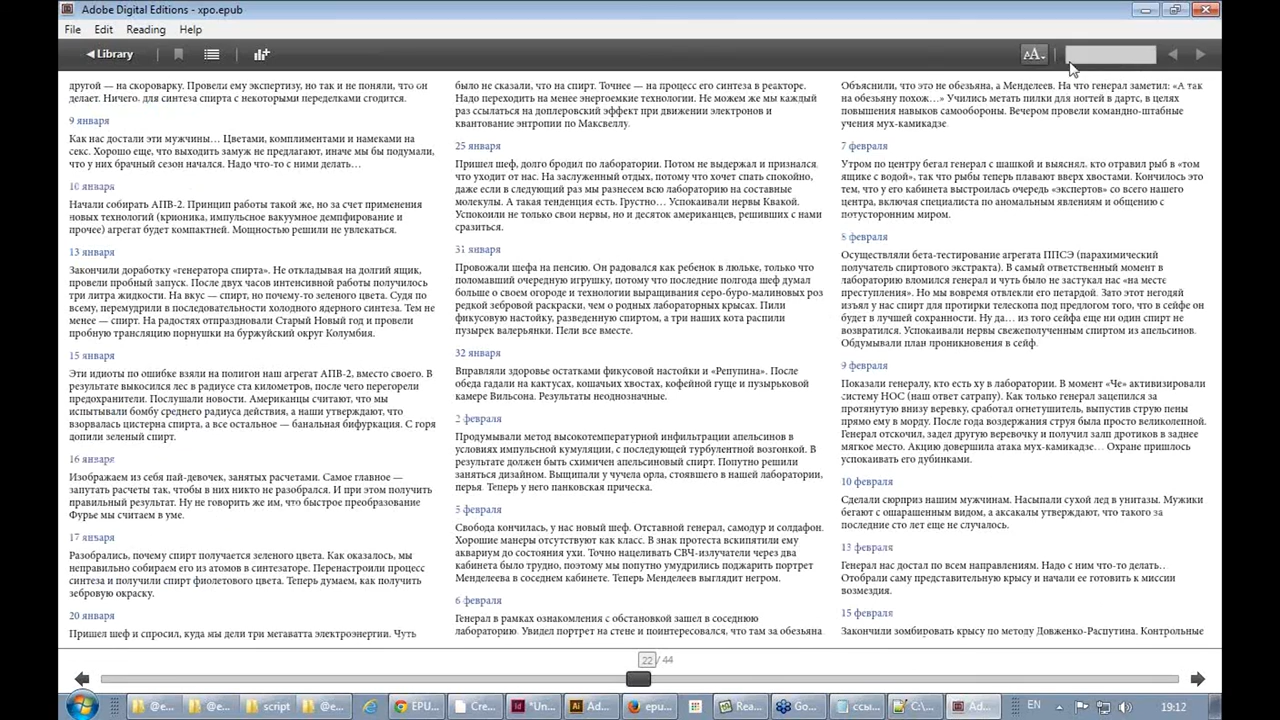 Adobe Digital Editions - xpo.epub
File Edit Reading Help
Library
AA
другой — на скороварку. Провели ему экспертизу, но так и не поняли, что он
делает. Ничего, для синтеза спирта с некоторыми переделками сгодится.
9 января
Как нас достали эти мужчины… Цветами, комплиментами и намеками на
секс. Хорошо еще, что выходить замуж не предлагают, иначе мы бы подумали,
что у них брачный сезон начался. Надо что-то с ними делать…
10 января
Начали собирать АПВ-2. Принцип работы такой же, но за счет применения
новых технологий (крионика, импульсное вакуумное демпфирование и
прочее) агрегат будет компактней. Мощностью решили не увлекаться.
13 января
Закончили доработку «генератора спирта». Не откладывая на долгий ящик,
провели пробный запуск. После двух часов интенсивной работы получилось
три литра жидкости. На вкус — спирт, но почему-то зеленого цвета. Судя по
всему, перемудрили в последовательности холодного ядерного синтеза. Тем не
менее — спирт. На радостях отпраздновали Старый Новый год и провели
пробную трансляцию порнушки на буржуйский округ Колумбия.
15 января
Эти идиоты по ошибке взяли на полигон наш агрегат АПВ-2, вместо своего. В
результате выкосился лес в радиусе ста километров, после чего перегорели
предохранители. Послушали новости. Американцы считают, что мы
испытывали бомбу среднего радиуса действия, а наши утверждают, что
взорвалась цистерна спирта, а все остальное — банальная бифуркация. С горя
допили зеленый спирт.
16 января
Изображаем из себя пай-девочек, занятых расчетами. Самое главное —
запутать расчеты так, чтобы в них никто не разобрался. И при этом получить
правильный результат. Ну не говорить же им, что быстрое преобразование
Фурье мы считаем в уме.
17 января
Разобрались, почему спирт получается зеленого цвета. Как оказалось, мы
неправильно собираем его из атомов в синтезаторе. Перенастроили процесс
синтеза и получили спирт фиолетового цвета. Теперь думаем, как получить
зебровую окраску.
20 января
Пришел шеф и спросил, куда мы дели три мегаватта электроэнергии. Чуть
было не сказали, что на спирт. Точнее — на процесс его синтеза в реакторе.
Надо переходить на менее энергоемкие технологии. Не можем же мы каждый
раз ссылаться на доплеровский эффект при движении электронов и
квантование энтропии по Максвеллу.
25 января
Пришел шеф, долго бродил по лаборатории. Потом не выдержал и признался,
что уходит от нас. На заслуженный отдых, потому что хочет спать спокойно,
даже если в следующий раз мы разнесем всю лабораторию на составные
молекулы. А такая тенденция есть. Грустно… Успокаивали нервы Квакой.
Успокоили не только свои нервы, но и десяток американцев, решивших с нами
сразиться.
31 января
Провожали шефа на пенсию. Он радовался как ребенок в люльке, только что
поломавший очередную игрушку, потому что последние полгода шеф думал
больше о своем огороде и технологии выращивания серо-буро-малиновых роз
редкой зебровой раскраски, чем о родных лабораторных крысах. Пили
фикусовую настойку, разведенную спиртом, а три наших кота распили
пузырек валерьянки. Пели все вместе.
32 января
Вправляли здоровье остатками фикусовой настойки и «Репупина». После
обеда гадали на кактусах, кошачьих хвостах, кофейной гуще и пузырьковой
камере Вильсона. Результаты неоднозначные.
2 февраля
Продумывали метод высокотемпературной инфильтрации апельсинов в
условиях импульсной кумуляции, с последующей турбулентной возгонкой. В
результате должен быть схимичен апельсиновый спирт. Попутно решили
заняться дизайном. Выщипали у чучела орла, стоявшего в нашей лаборатории,
перья. Теперь у него панковская прическа.
5 февраля
Свобода кончилась, у нас новый шеф. Отставной генерал, самодур и солдафон.
Хорошие манеры отсутствуют как класс. В знак протеста вскипятили ему
аквариум до состояния ухи. Точно нацеливать СВЧ-излучатели через два
кабинета было трудно, поэтому мы попутно умудрились поджарить портрет
Менделеева в соседнем кабинете. Теперь Менделеев выглядит негром.
6 февраля
Генерал в рамках ознакомления с обстановкой зашел в соседнюю
лабораторию. Увидел портрет на стене и поинтересовался, что там за обезьяна
Объяснили, что это не обезьяна, а Менделеев. На что генерал заметил: «А так
на обезьяну похож…» Учились метать пилки для ногтей в дартс, в целях
повышения навыков самообороны. Вечером провели командно-штабные
учения мух-камикадзе.
7 февраля
Утром по центру бегал генерал с шашкой и выяснял, кто отравил рыб в «том
ящике с водой», так что рыбы теперь плавают вверх хвостами. Кончилось это
тем, что у его кабинета выстроилась очередь «экспертов» со всего нашего
центра, включая специалиста по аномальным явлениям и общению с
потусторонним миром.
8 февраля
Осуществляли бета-тестирование агрегата ППСЭ (парахимический
получатель спиртового экстракта). В самый ответственный момент в
лабораторию вломился генерал и чуть было не застукал нас «на месте
преступления». Но мы вовремя отвлекли его петардой. Зато этот негодяй
изъял у нас спирт для протирки телескопа под предлогом того, что в сейфе он
будет в лучшей сохранности. Ну да… из того сейфа еще ни один спирт не
возвратился. Успокаивали нервы свежеполученным спиртом из апельсинов.
Обдумывали план проникновения в сейф.
9 февраля
Показали генералу, кто есть ху в лаборатории. В момент «Че» активизировали
систему НОС (наш ответ сатрапу). Как только генерал зацепился за
протянутую внизу веревку, сработал огнетушитель, выпустив струю пены
прямо ему в морду. После года воздержания струя была просто великолепной.
Генерал отскочил, задел другую веревочку и получил залп дротиков в заднее
мягкое место. Акцию довершила атака мух-камикадзе… Охране пришлось
успокаивать его дубинками.
10 февраля
Сделали сюрприз нашим мужчинам. Насыпали сухой лед в унитазы. Мужики
бегают с ошарашенным видом, а аксакалы утверждают, что такого за
последние сто лет еще не случалось.
13 февраля
Генерал нас достал по всем направлениям. Надо с ним что-то делать…
Отобрали саму представительную крысу и начали ее готовить к миссии
возмездия.
15 февраля
Закончили зомбировать крысу по методу Довженко-Распутина. Контрольные
22 / 44
@e... @e... script @e... EPU... Cre... *Un... Ad... epu... Rea... Go... ссы... C:\... Ad... EN 19:12